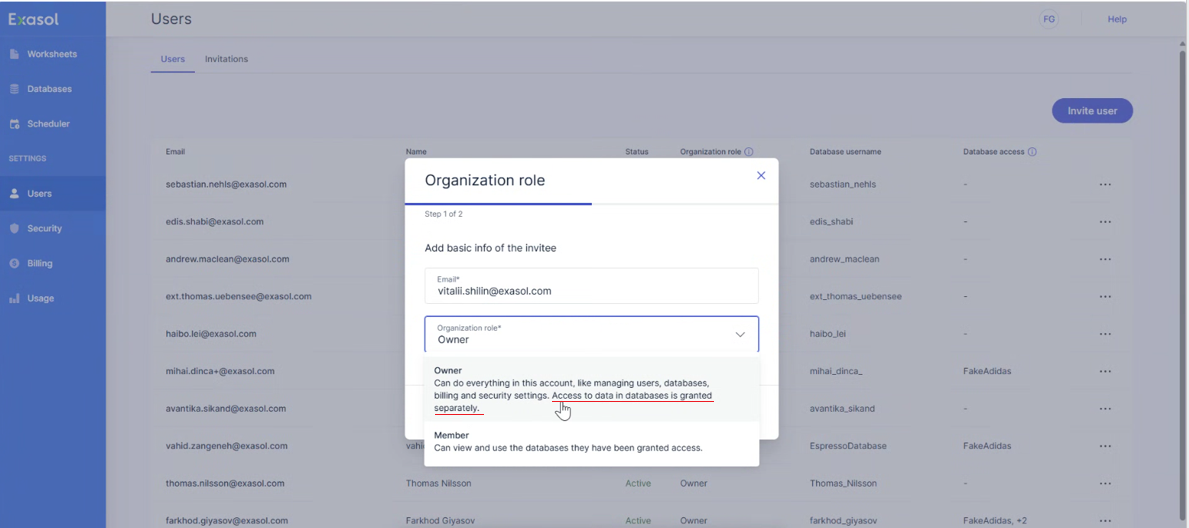 Exasol
Users
FG
Help
Worksheets
Databases
Scheduler
SETTINGS
Users
Security
Billing
Usage
Users Invitations
Invite user
Email Name Status Organization role Database username Database access
sebastian.nehls@exasol.com sebastian_nehls - ...
edis.shabi@exasol.com edis_shabi - ...
andrew.maclean@exasol.com andrew_maclean - ...
ext.thomas.uebensee@exasol.com ext_thomas_uebensee - ...
haibo.lei@exasol.com haibo_lei - ...
mihai.dinca+@exasol.com mihai_dinca_ FakeAdidas ...
avantika.sikand@exasol.com avantika_sikand - ...
vahid.zangeneh@exasol.com vahi EspressoDatabase FakeAdidas ...
thomas.nilsson@exasol.com Thomas Nilsson Active Owner Thomas_Nilsson - ...
farkhod.giyasov@exasol.com Farkhod Giyasov Active Owner farkhod_giyasov FakeAdidas, +2 ...
Organization role
Step 1 of 2
Add basic info of the invitee
Email*
vitalii.shilin@exasol.com
Organization role*
Owner
Owner
Can do everything in this account, like managing users, databases,
billing and security settings. Access to data in databases is granted
separately.
Member
Can view and use the databases they have been granted access.